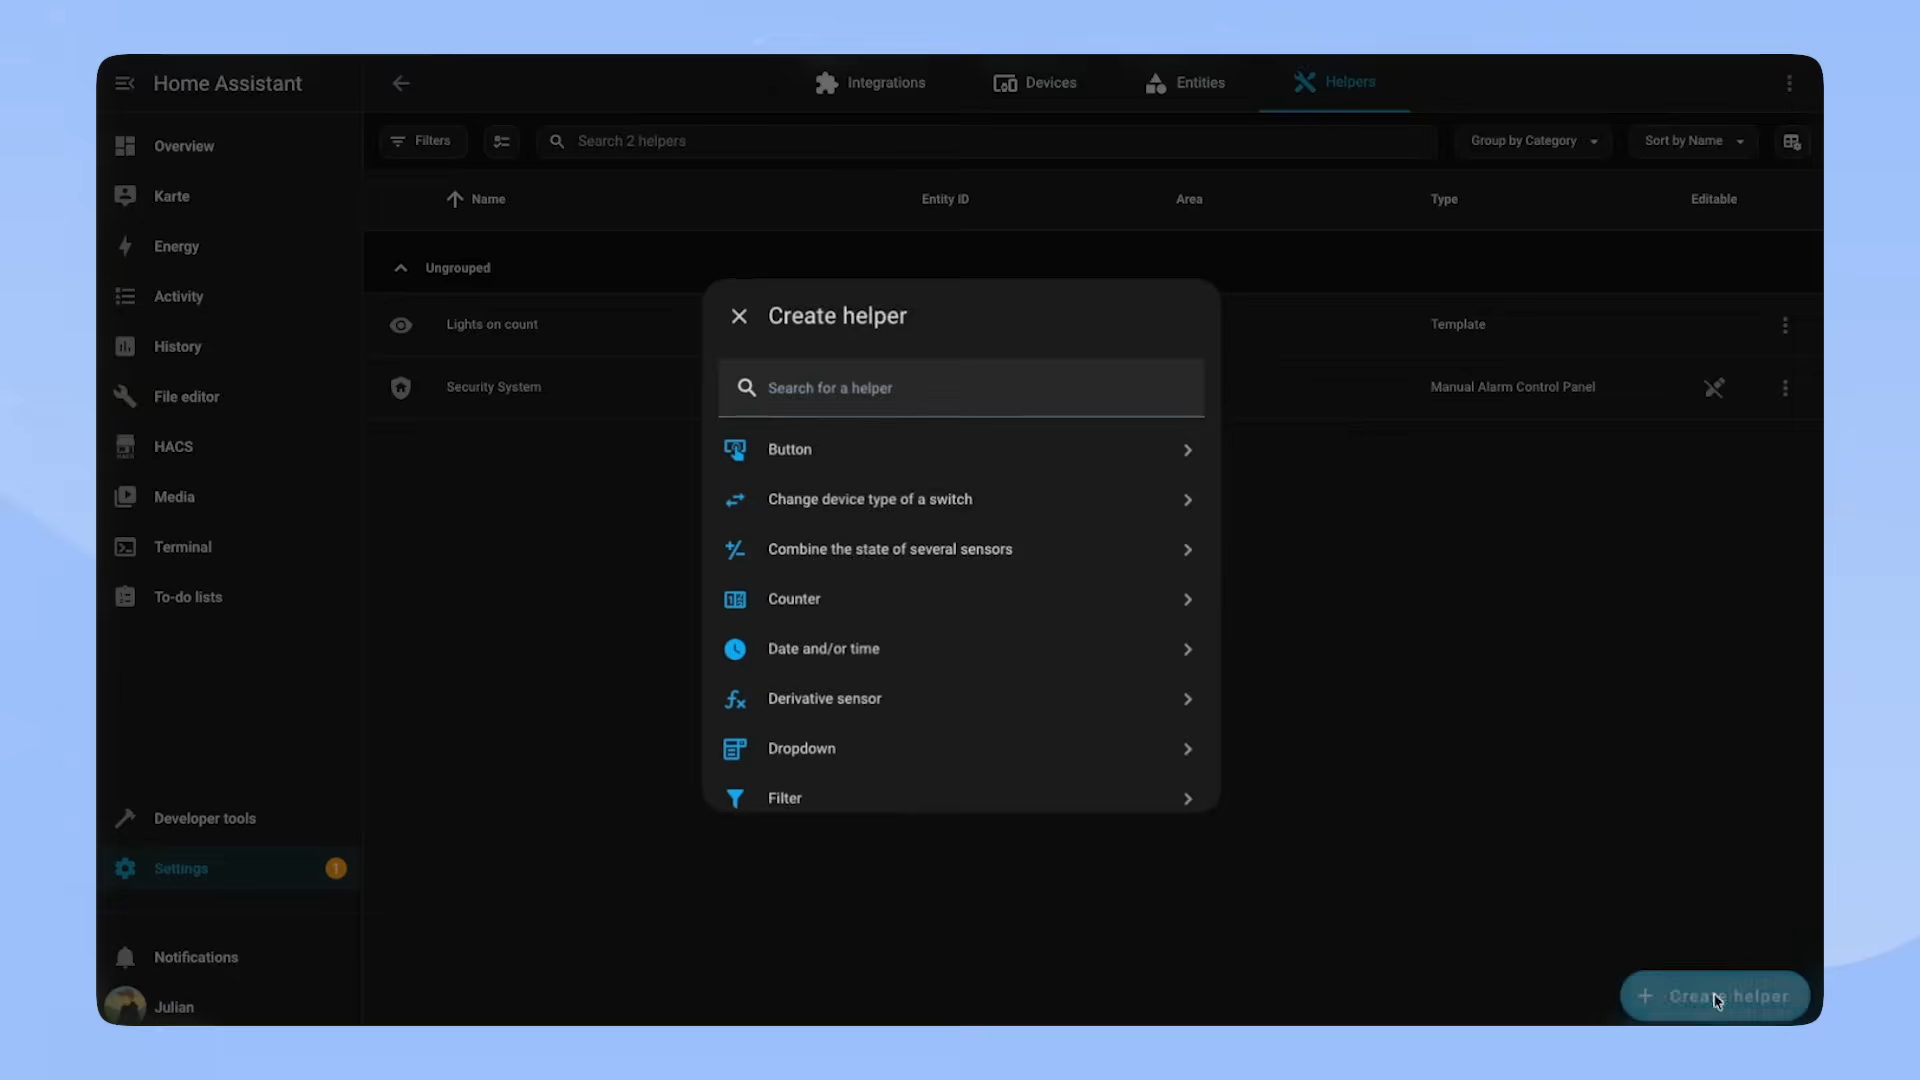 Home Assistant
Integrations
Devices
Entities
Helpers
Overview
Karte
Energy
Activity
History
File editor
HACS
Media
Terminal
To-do lists
Developer tools
Settings
1
Notifications
Julian
Filters
Search 2 helpers
Group by Category
Sort by Name
Name
Entity ID
Area
Type
Editable
Ungrouped
Lights on count
Template
Security System
Manual Alarm Control Panel
Create helper
Search for a helper
Button
Change device type of a switch
Combine the state of several sensors
Counter
Date and/or time
Derivative sensor
Dropdown
Filter
Create helper